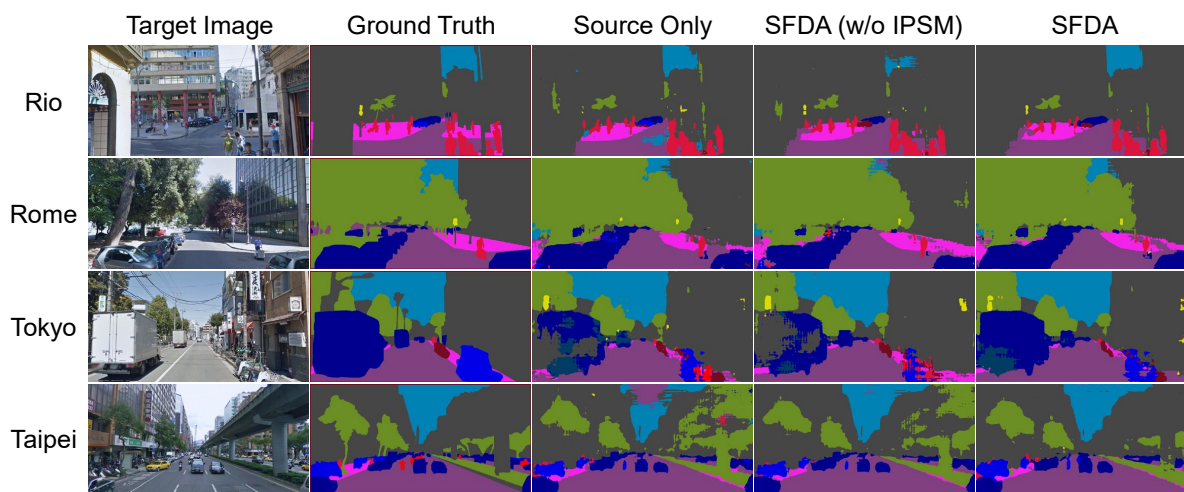 Target Image Ground Truth Source Only SFDA (w/o IPSM) SFDA
Rio
Rome
Tokyo
Taipei